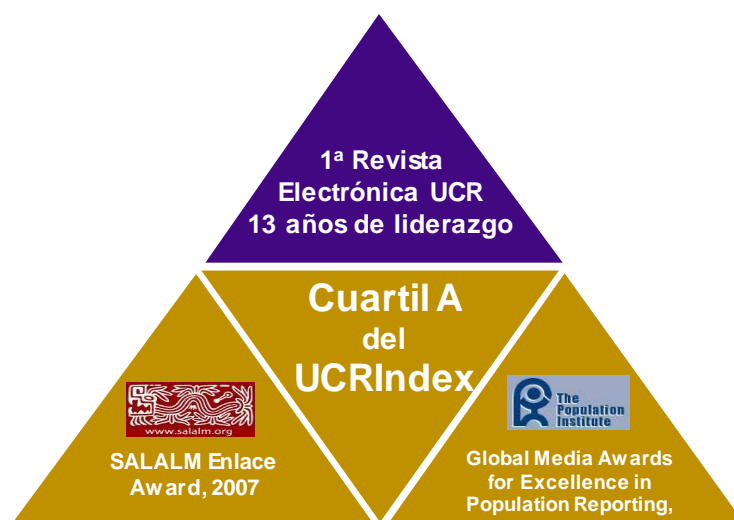 1ª Revista
Electrónica UCR
13 años de liderazgo
Cuartil A
del
UCRIndex
www.salalm.org
SALALM Enlace
Award, 2007
The
Population
Institute
Global Media Awards
for Excellence in
Population Reporting,